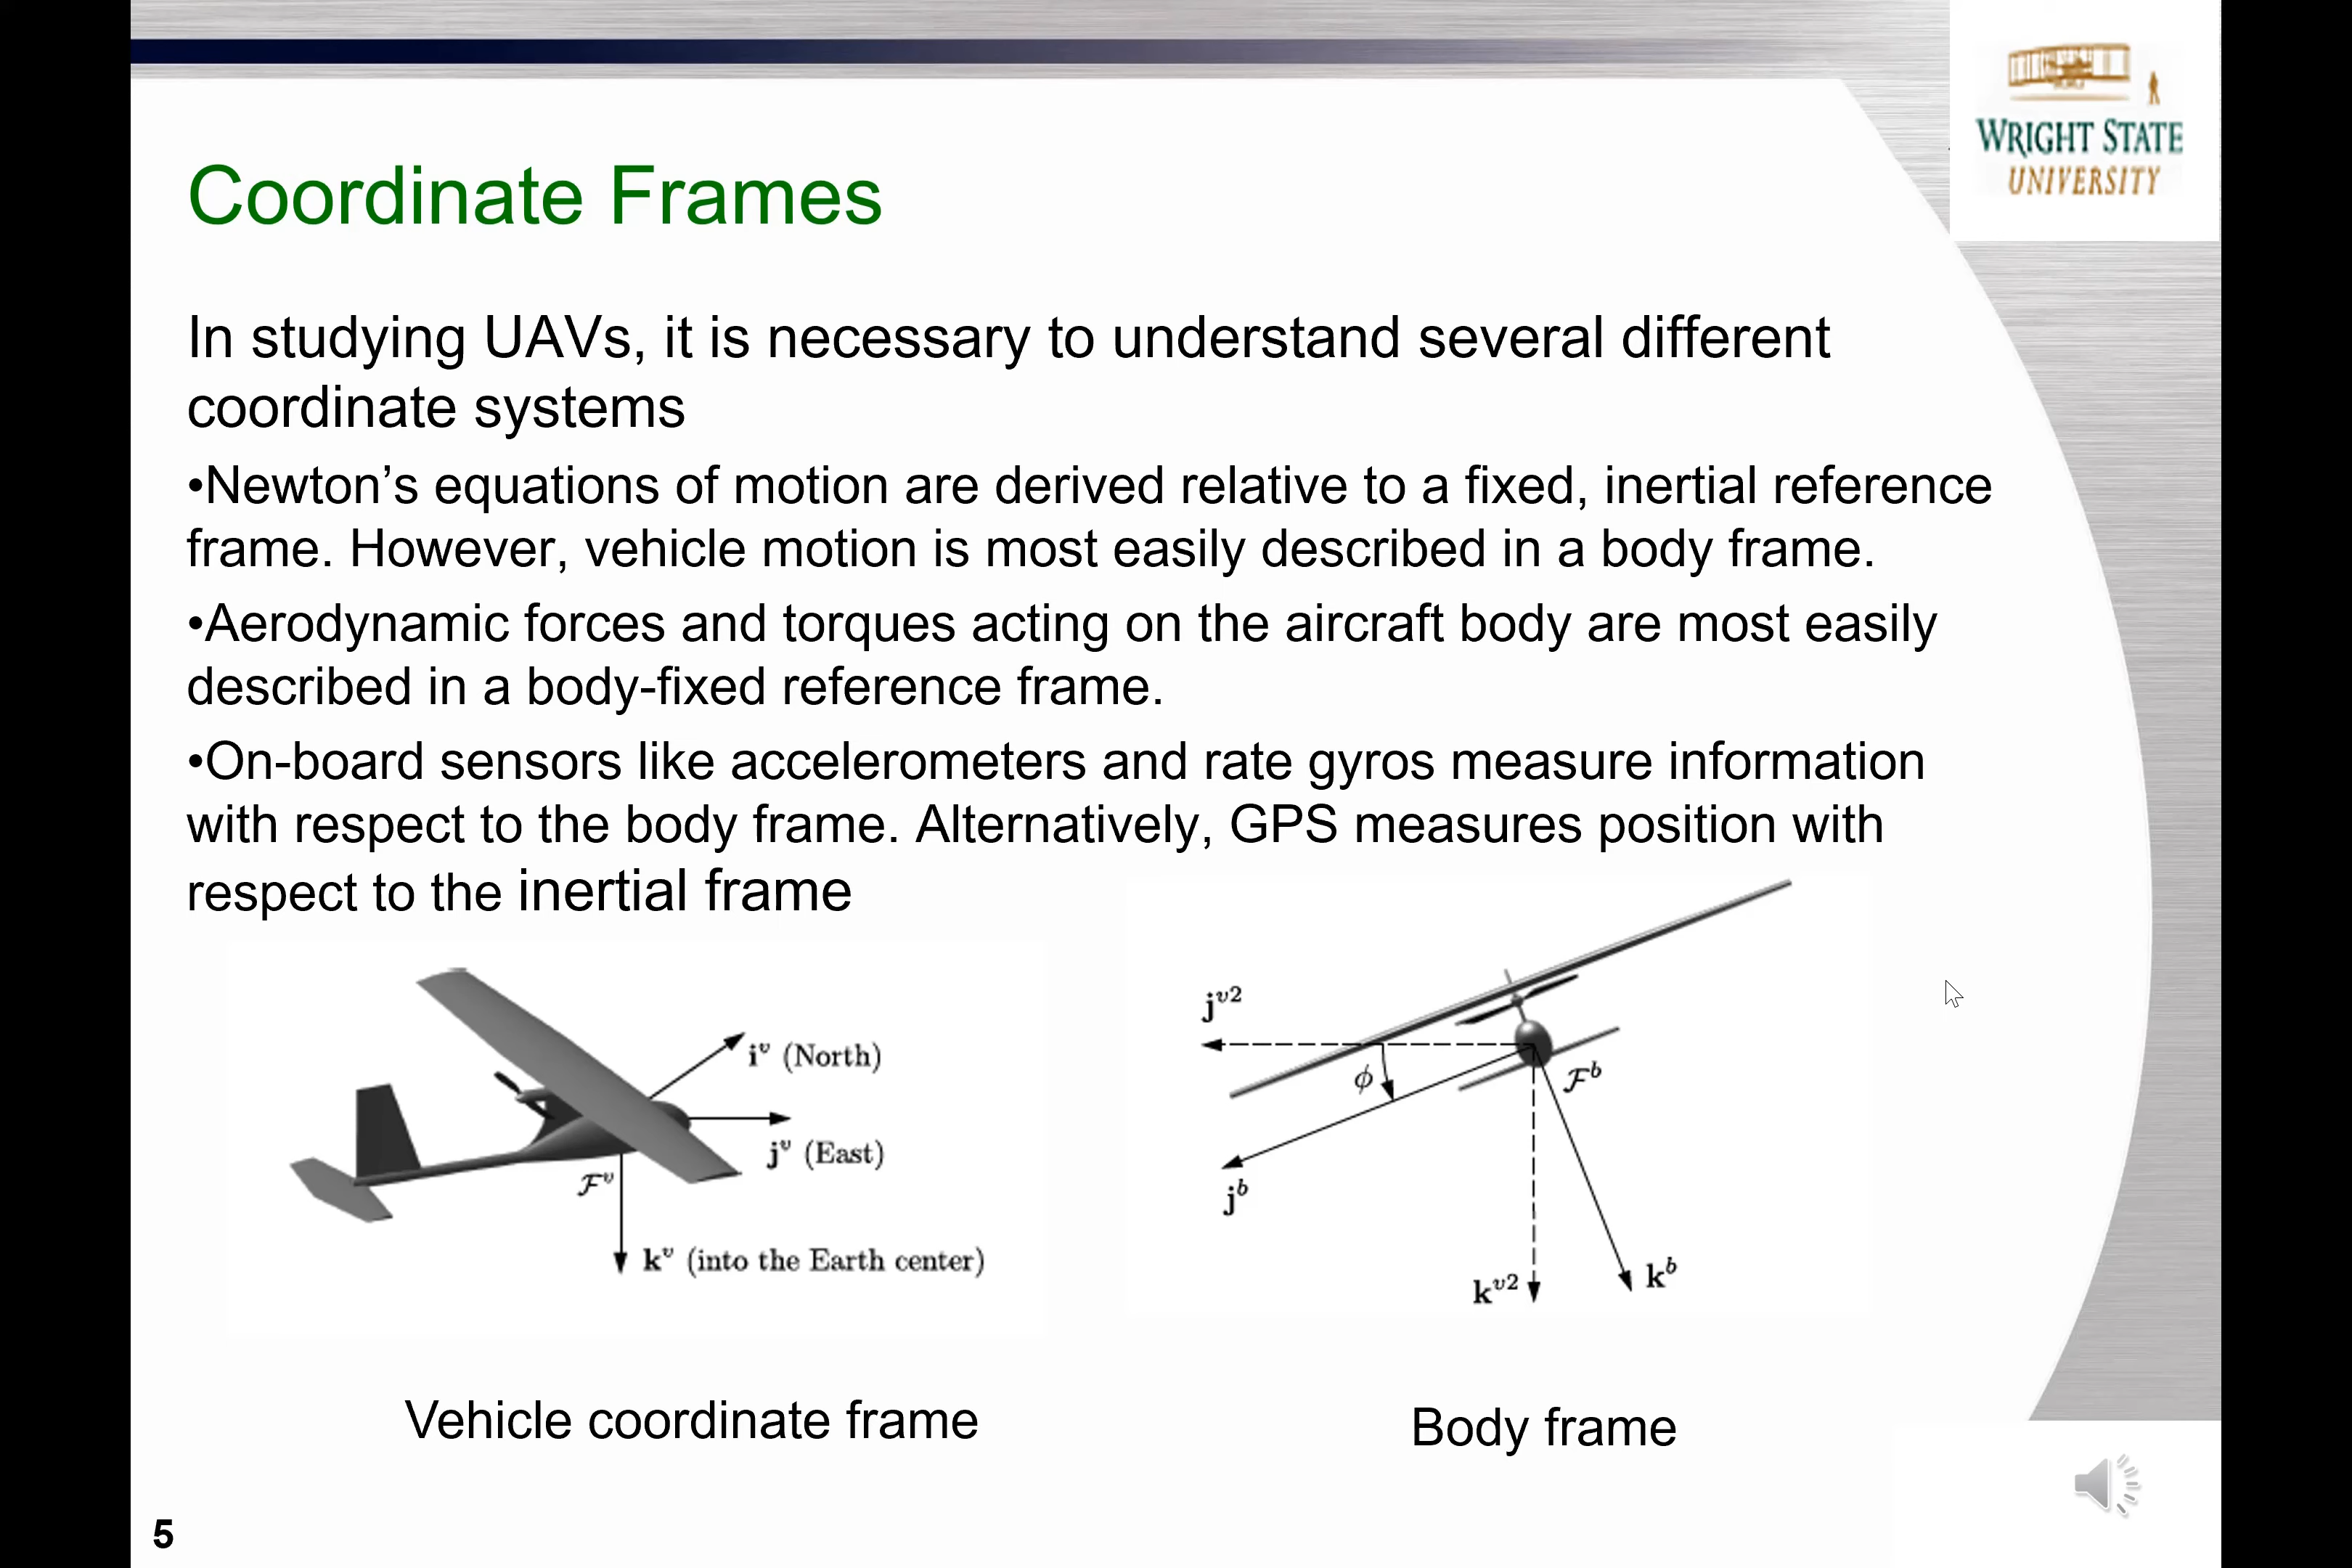 WRIGHT STATE
UNIVERSITY
Coordinate Frames
In studying UAVs, it is necessary to understand several different
coordinate systems
•Newton’s equations of motion are derived relative to a fixed, inertial reference
frame. However, vehicle motion is most easily described in a body frame.
•Aerodynamic forces and torques acting on the aircraft body are most easily
described in a body-fixed reference frame.
•On-board sensors like accelerometers and rate gyros measure information
with respect to the body frame. Alternatively, GPS measures position with
respect to the inertial frame
iᵛ (North)
jᵛ (East)
ℱᵛ
kᵛ (into the Earth center)
jᵛ²
ϕ
ℱᵇ
jᵇ
kᵛ²
kᵇ
Vehicle coordinate frame
Body frame
5